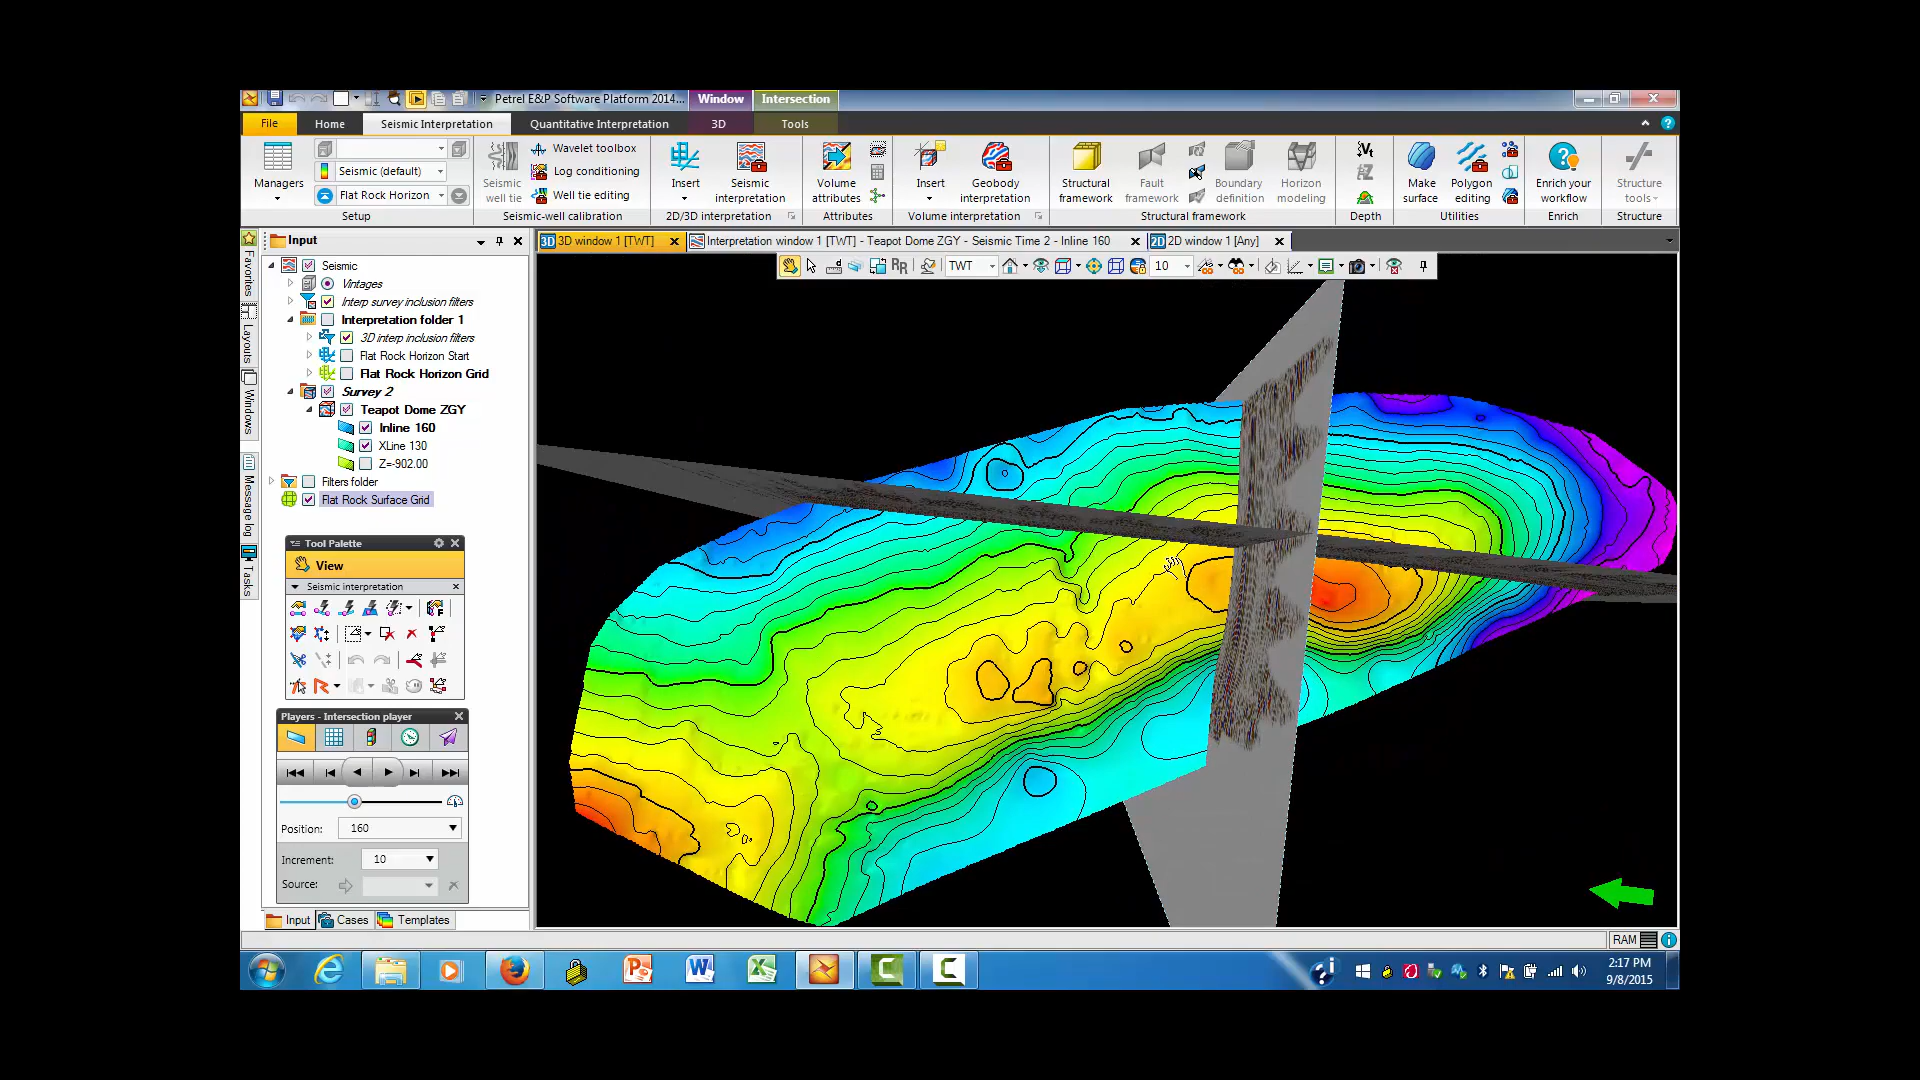 Petrel E&P Software Platform 2014...
Window
Intersection
File
Home
Seismic Interpretation
Quantitative Interpretation
3D
Tools
Managers
Seismic (default)
Flat Rock Horizon
Setup
Seismic
well tie
Wavelet toolbox
Log conditioning
Well tie editing
Seismic-well calibration
Insert
Seismic
interpretation
2D/3D interpretation
Volume
attributes
Attributes
Insert
Geobody
interpretation
Volume interpretation
Structural
framework
Fault
framework
Boundary
definition
Horizon
modeling
Structural framework
Depth
Make
surface
Polygon
editing
Utilities
Enrich your
workflow
Enrich
Structure
tools
Structure
Input
3D 3D window 1 [TWT]
Interpretation window 1 [TWT] - Teapot Dome ZGY - Seismic Time 2 - Inline 160
2D 2D window 1 [Any]
TWT
10
Favorites
Layouts
Windows
Message log
Tasks
Seismic
Vintages
Interp survey inclusion filters
Interpretation folder 1
3D interp inclusion filters
Flat Rock Horizon Start
Flat Rock Horizon Grid
Survey 2
Teapot Dome ZGY
Inline 160
XLine 130
Z=-902.00
Filters folder
Flat Rock Surface Grid
Tool Palette
View
Seismic interpretation
Players - Intersection player
Position: 160
Increment: 10
Source:
Input
Cases
Templates
RAM
2:17 PM
9/8/2015